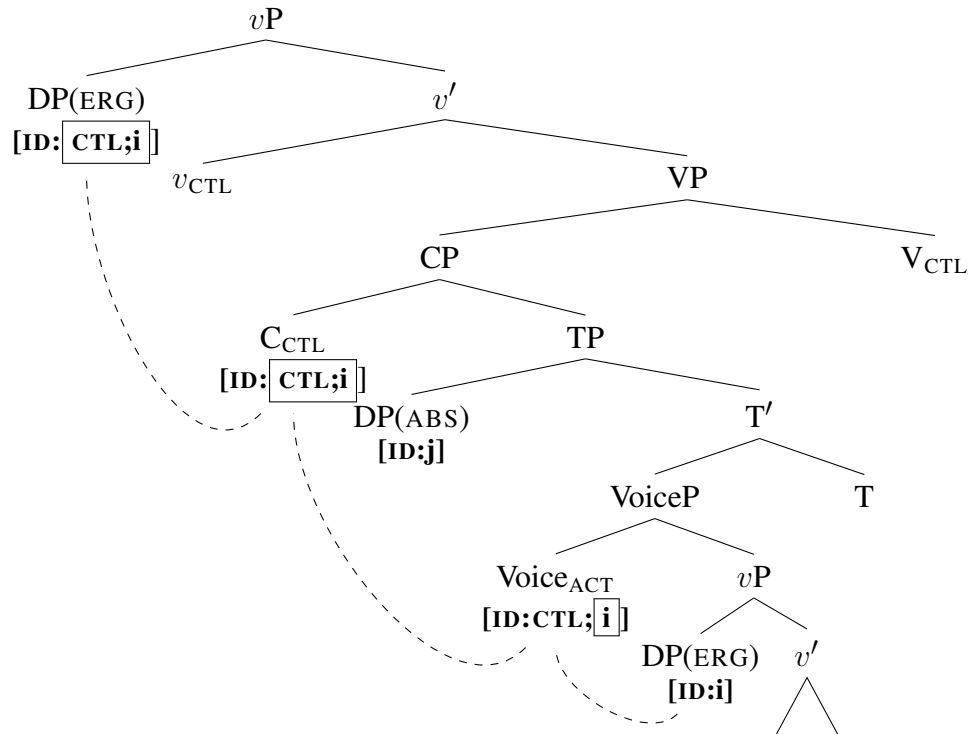 vP
DP(ERG)
[ID: CTL;i ]
v′
vCTL
VP
CP
VCTL
CCTL
[ID: CTL;i ]
TP
DP(ABS)
[ID:j]
T′
VoiceP
T
VoiceACT
[ID:CTL; i ]
vP
DP(ERG)
[ID:i]
v′